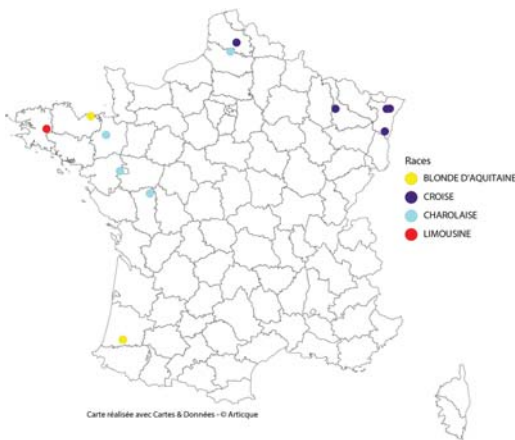 Races
BLONDE D'AQUITAINE
CROISE
CHAROLAISE
LIMOUSINE
Carte réalisée avec Cartes & Données - © Articque